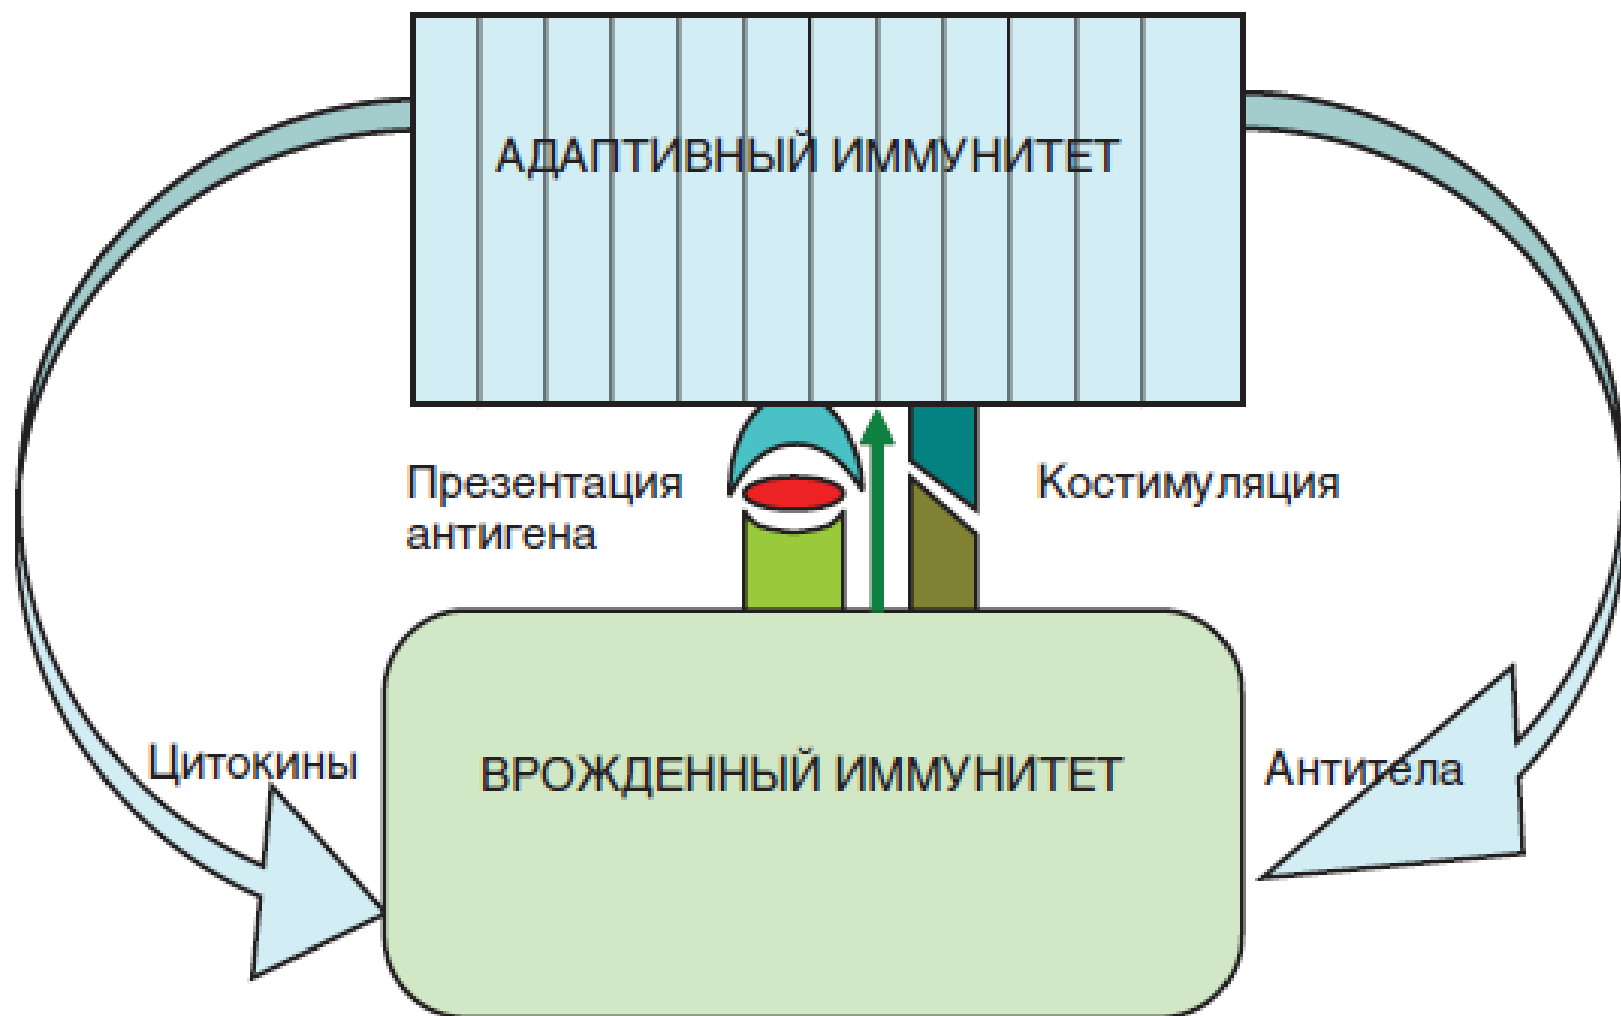 АДАПТИВНЫЙ ИММУНИТЕТ
Презентация
антигена
Костимуляция
Цитокины
ВРОЖДЕННЫЙ ИММУНИТЕТ
Антитела